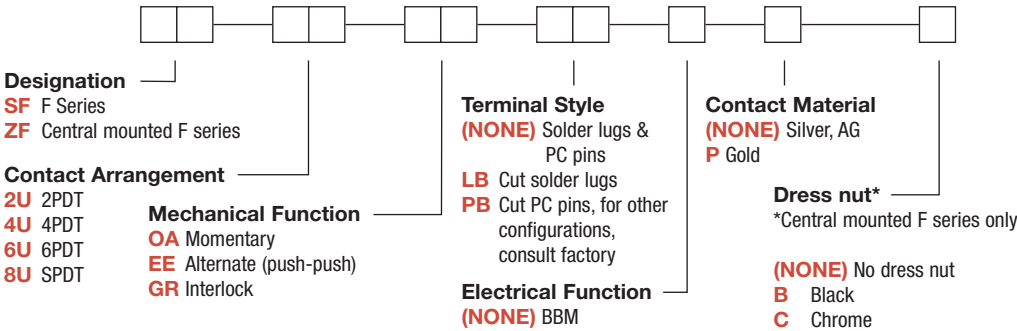 Designation
SF F Series
ZF Central mounted F series
Contact Arrangement
2U 2PDT
4U 4PDT
6U 6PDT
8U SPDT
Mechanical Function
OA Momentary
EE Alternate (push-push)
GR Interlock
Terminal Style
(NONE) Solder lugs &
PC pins
LB Cut solder lugs
PB Cut PC pins, for other
configurations,
consult factory
Electrical Function
(NONE) BBM
Contact Material
(NONE) Silver, AG
P Gold
Dress nut*
*Central mounted F series only
(NONE) No dress nut
B Black
C Chrome